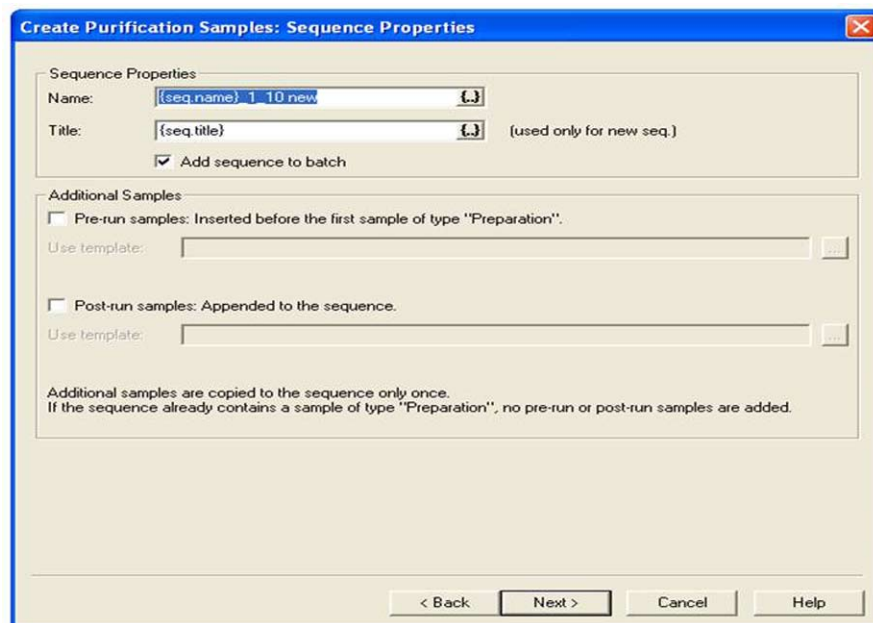 Create Purification Samples: Sequence Properties
Sequence Properties
Name: {seq.name}_1_10 new {..}
Title: {seq.title} {..} (used only for new seq.)
Add sequence to batch
Additional Samples
Pre-run samples: Inserted before the first sample of type "Preparation".
Use template: ...
Post-run samples: Appended to the sequence.
Use template: ...
Additional samples are copied to the sequence only once.
If the sequence already contains a sample of type "Preparation", no pre-run or post-run samples are added.
< Back Next > Cancel Help